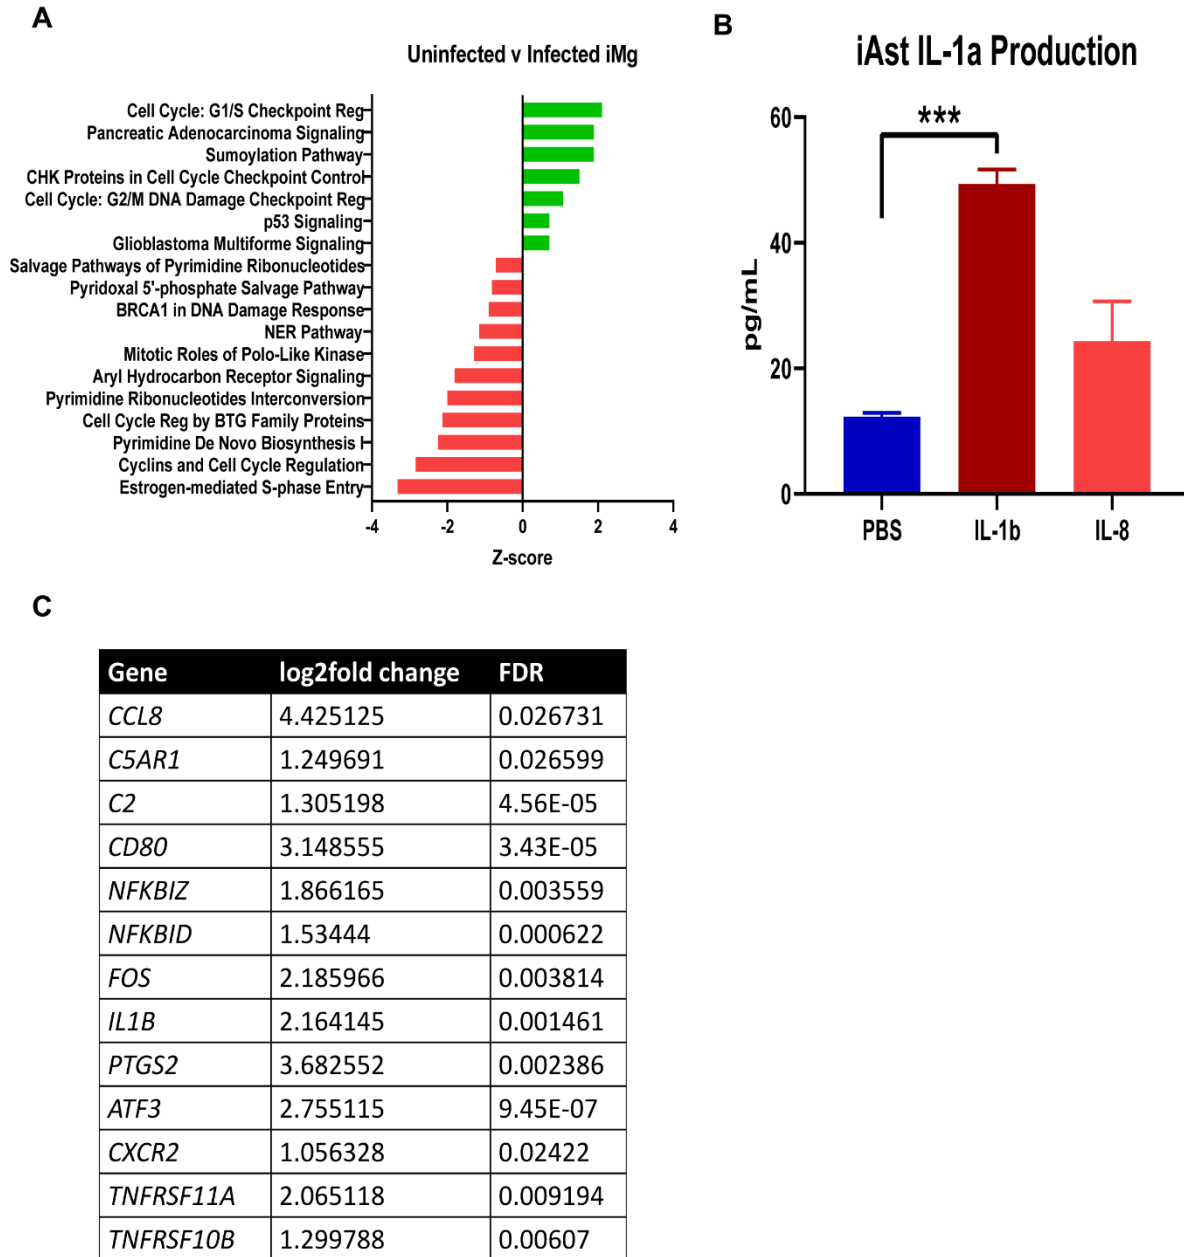 A
Uninfected v Infected iMg
Cell Cycle: G1/S Checkpoint Reg
Pancreatic Adenocarcinoma Signaling
Sumoylation Pathway
CHK Proteins in Cell Cycle Checkpoint Control
Cell Cycle: G2/M DNA Damage Checkpoint Reg
p53 Signaling
Glioblastoma Multiforme Signaling
Salvage Pathways of Pyrimidine Ribonucleotides
Pyridoxal 5'-phosphate Salvage Pathway
BRCA1 in DNA Damage Response
NER Pathway
Mitotic Roles of Polo-Like Kinase
Aryl Hydrocarbon Receptor Signaling
Pyrimidine Ribonucleotides Interconversion
Cell Cycle Reg by BTG Family Proteins
Pyrimidine De Novo Biosynthesis I
Cyclins and Cell Cycle Regulation
Estrogen-mediated S-phase Entry
-4 -2 0 2 4
Z-score
B
iAst IL-1a Production
***
pg/mL
60
40
20
0
PBS IL-1b IL-8
C
Gene log2fold change FDR
CCL8 4.425125 0.026731
C5AR1 1.249691 0.026599
C2 1.305198 4.56E-05
CD80 3.148555 3.43E-05
NFKBIZ 1.866165 0.003559
NFKBID 1.53444 0.000622
FOS 2.185966 0.003814
IL1B 2.164145 0.001461
PTGS2 3.682552 0.002386
ATF3 2.755115 9.45E-07
CXCR2 1.056328 0.02422
TNFRSF11A 2.065118 0.009194
TNFRSF10B 1.299788 0.00607